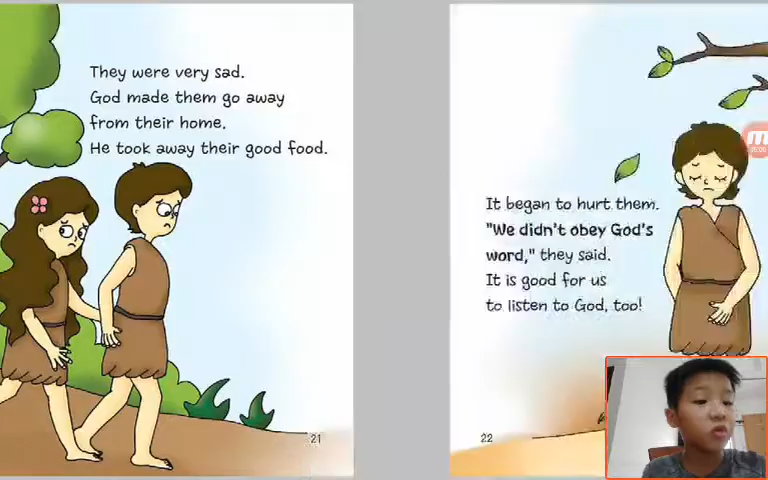 They were very sad.
God made them go away
from their home.
He took away their good food.
21
It began to hurt them.
"We didn't obey God's
word," they said.
It is good for us
to listen to God, too!
22